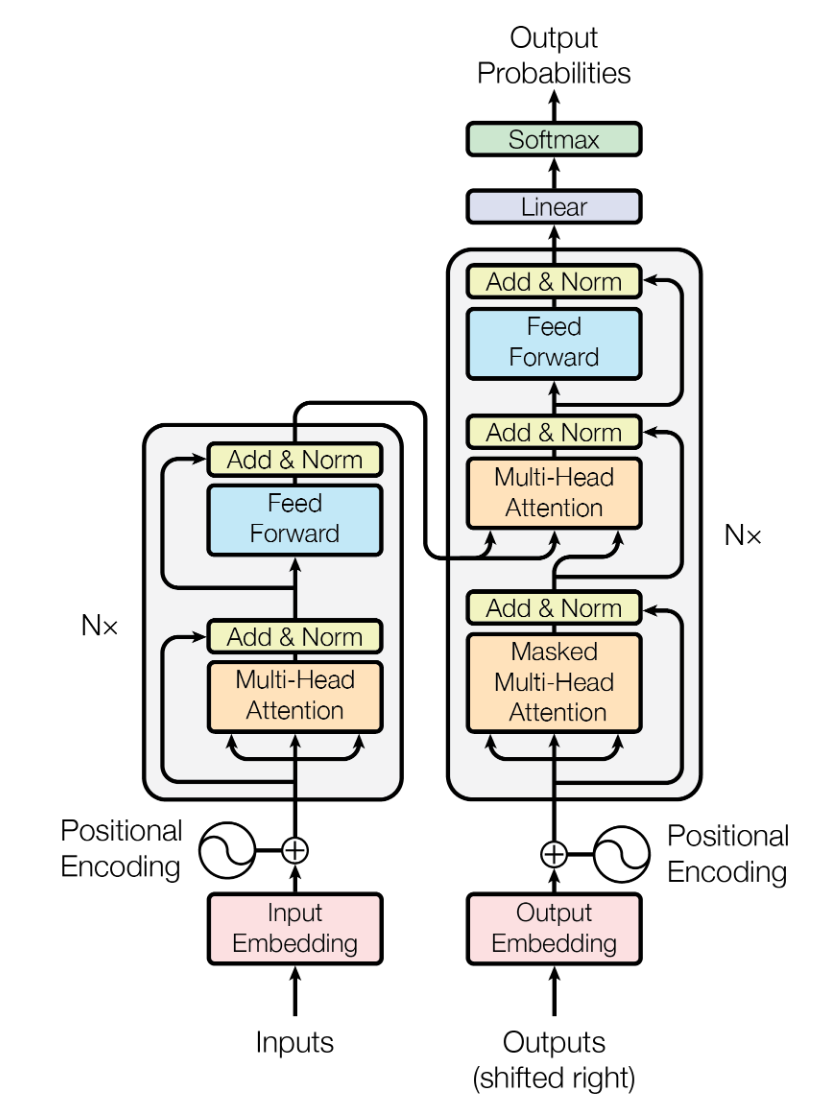 Output
Probabilities
Softmax
Linear
Add & Norm
Feed
Forward
Add & Norm
Multi-Head
Attention
Add & Norm
Masked
Multi-Head
Attention
N×
Add & Norm
Feed
Forward
Add & Norm
Multi-Head
Attention
N×
Positional
Encoding
Positional
Encoding
Input
Embedding
Output
Embedding
Inputs
Outputs
(shifted right)